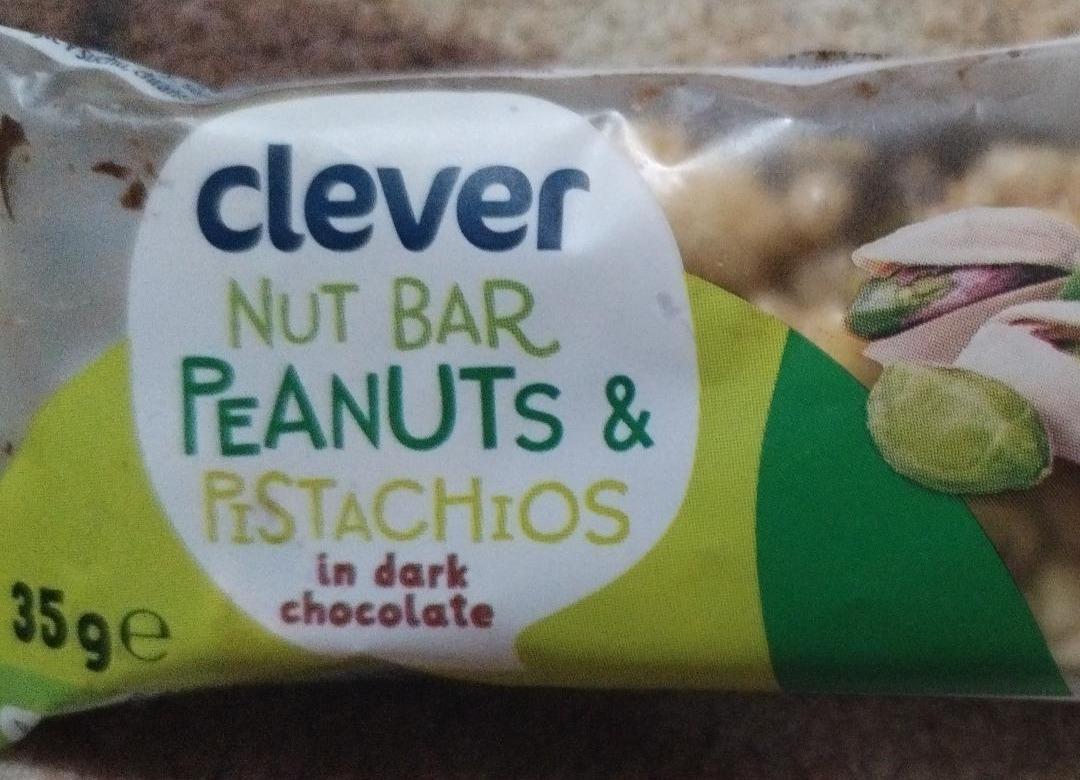 clever
NUT BAR
PEANUTS &
PISTACHIOS
in dark
chocolate
35g℮